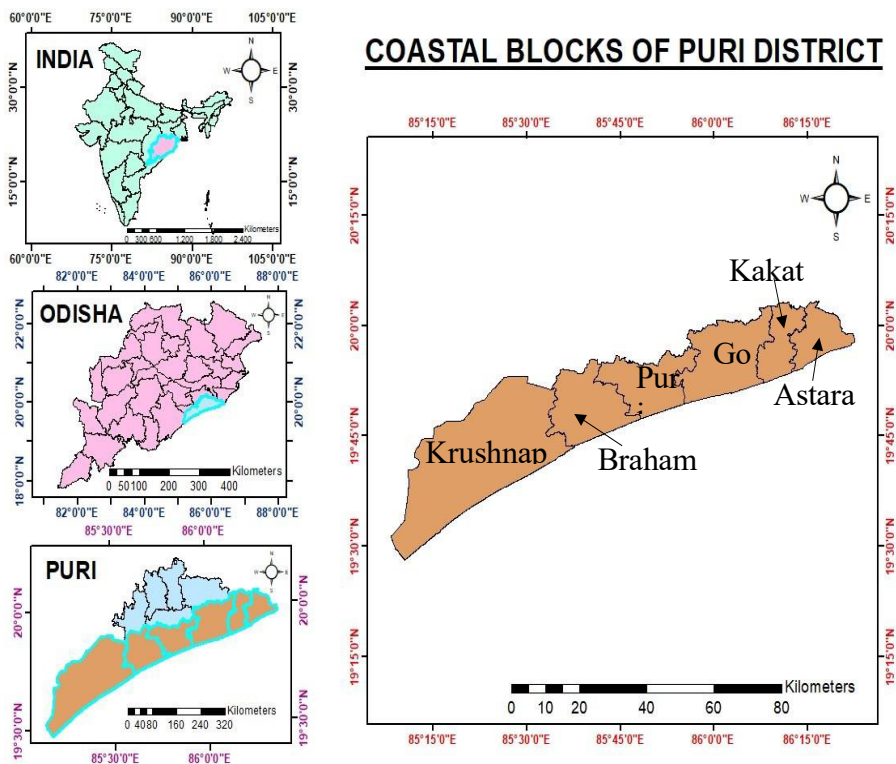 60°0'0"E 75°0'0"E 90°0'0"E 105°0'0"E
INDIA
N
W E
S
30°0'0"N
30°0'0"N
15°0'0"N
15°0'0"N
Kilometers
0 300 600 1,200 1,800 2,400
60°0'0"E 75°0'0"E 90°0'0"E 105°0'0"E
82°0'0"E 84°0'0"E 86°0'0"E 88°0'0"E
ODISHA
N
W E
S
22°0'0"N
22°0'0"N
20°0'0"N
20°0'0"N
18°0'0"N
18°0'0"N
Kilometers
0 50 100 200 300 400
82°0'0"E 84°0'0"E 86°0'0"E 88°0'0"E
85°30'0"E 86°0'0"E
PURI
N
W E
S
20°0'0"N
20°0'0"N
19°30'0"N
19°30'0"N
Kilometers
0 40 80 160 240 320
85°30'0"E 86°0'0"E
COASTAL BLOCKS OF PURI DISTRICT
85°15'0"E 85°30'0"E 85°45'0"E 86°0'0"E 86°15'0"E
N
W E
S
20°15'0"N
20°15'0"N
20°0'0"N
20°0'0"N
19°45'0"N
19°45'0"N
19°30'0"N
19°30'0"N
19°15'0"N
19°15'0"N
Kakat
Go
Pur
Astara
Krushnap
Braham
Kilometers
0 10 20 40 60 80
85°15'0"E 85°30'0"E 85°45'0"E 86°0'0"E 86°15'0"E